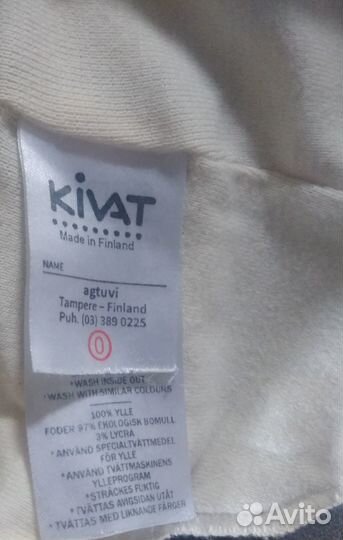 KIVAT
Made in Finland
NAME
agtuvi
Tampere – Finland
Puh. (03) 389 0225
0
•WASH INSIDE OUT
•WASH WITH SIMILAR COLOURS
100% YLLE
FODER 97% EKOLOGISK BOMULL
3% LYCRA
•ANVÄND SPECIALTVÄTTMEDEL
FÖR YLLE
•ANVÄND TVÄTTMASKINENS
YLLEPROGRAM
•STRÄCKES FUKTIG
•TVÄTTAS AVIGSIDAN UTÅT
•TVÄTTAS MED LIKNANDE FÄRGER
Avito